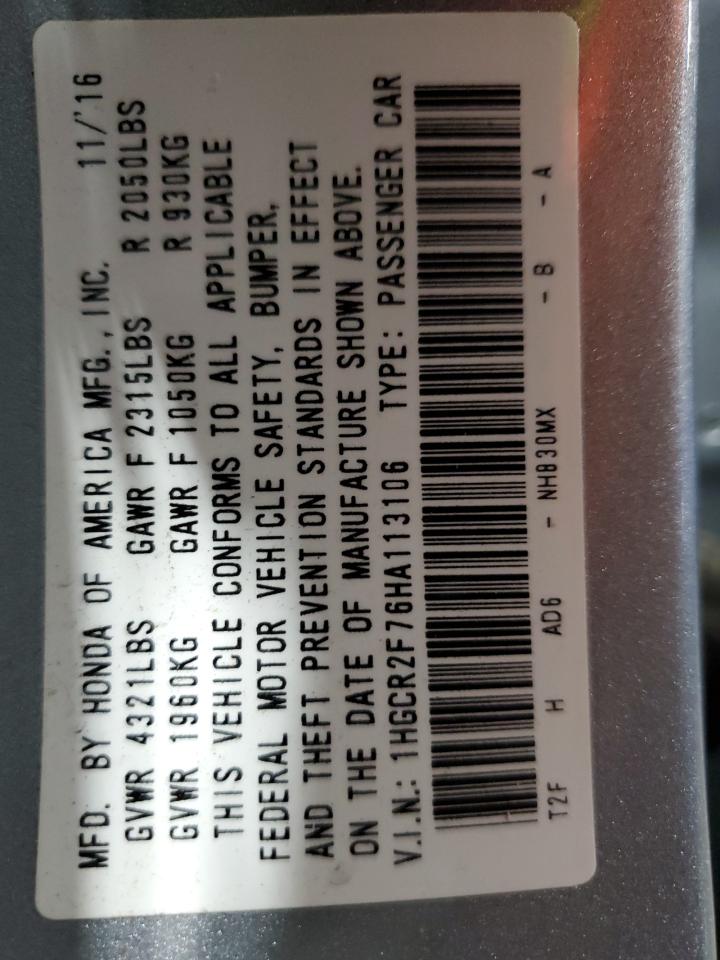 MFD. BY HONDA OF AMERICA MFG., INC. 11/'16
GVWR 4321LBS GAWR F 2315LBS R 2050LBS
GVWR 1960KG GAWR F 1050KG R 930KG
THIS VEHICLE CONFORMS TO ALL APPLICABLE
FEDERAL MOTOR VEHICLE SAFETY, BUMPER,
AND THEFT PREVENTION STANDARDS IN EFFECT
ON THE DATE OF MANUFACTURE SHOWN ABOVE.
V.I.N.: 1HGCR2F76HA113106 TYPE: PASSENGER CAR
T2F H AD6 - NH830MX - B - A